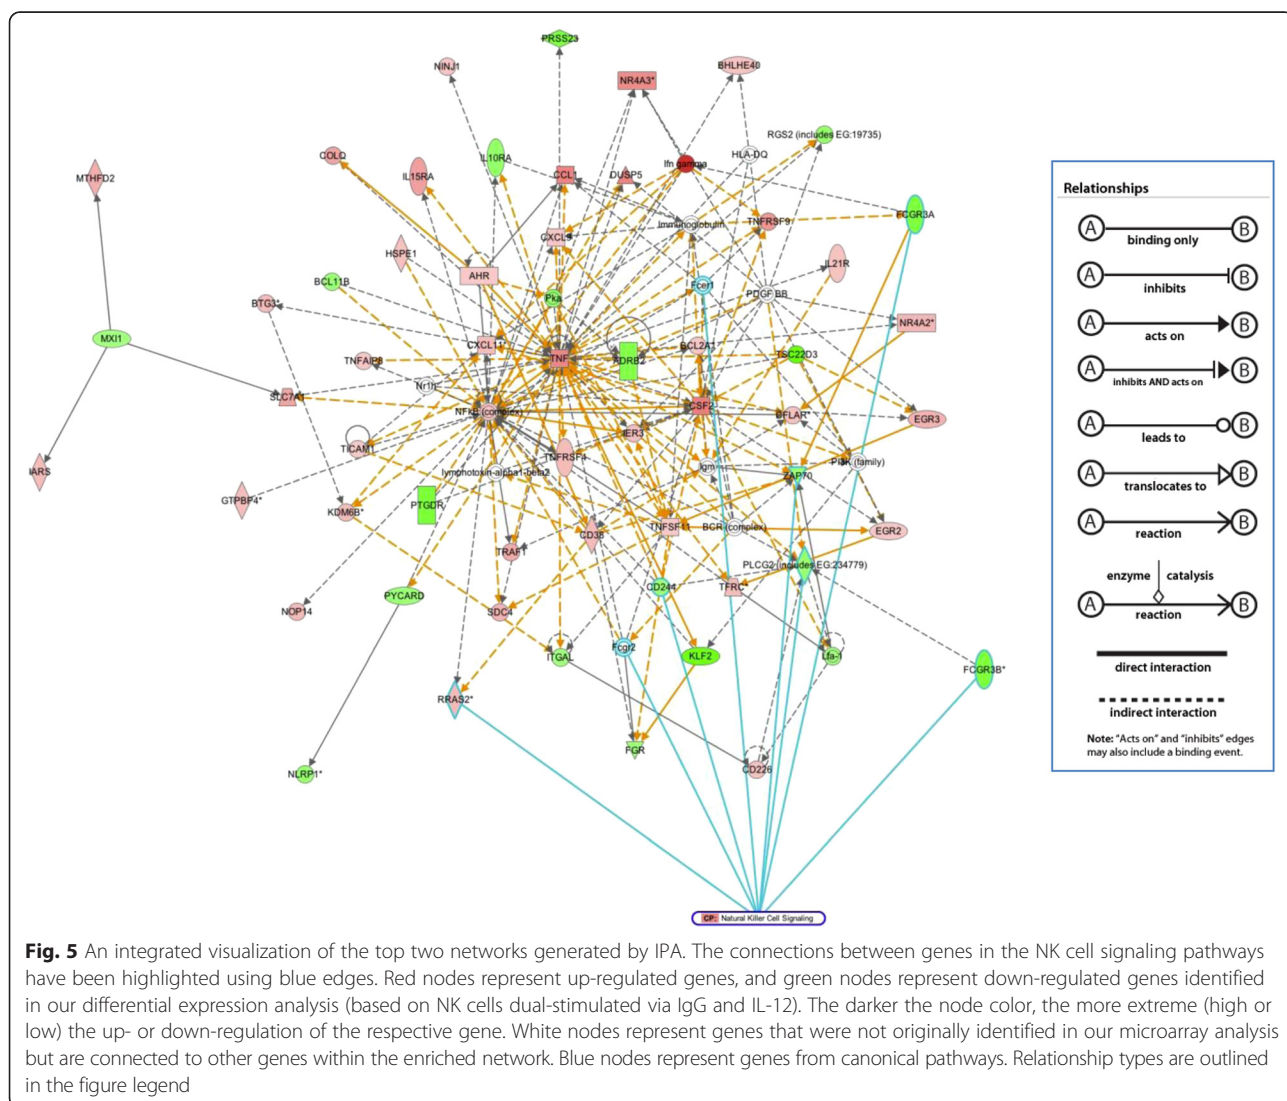 PRSS23
NINJ1
BHLHE40
NR4A3*
RGS2 (includes EG:19735)
HLA-DQ
COLQ
IL10RA
Ifn gamma
MTHFD2
IL15RA
CCL1
DUSP5
FCGR3A
Immunoglobulin
TNFRSF9
CXCL9
HSPE1
IL21R
AHR
BCL11B
Fcer1
PDGF BB
Pka
BTG3*
NR4A2*
MXI1
CXCL11*
BCL2A1*
TNFAIP8
TNF
ADRB2
TSC22D3
Nr1h
SLC7A1
NFkB (complex)
CSF2
CFLAR*
EGR3
IER3
TICAM1
TNFRSF4
PI3K (family)
IARS
lymphotoxin-alpha1-beta2
Igm
ZAP70
GTPBP4*
KDM6B*
PTGDR
CD38
TNFSF11
BCR (complex)
EGR2
TRAF1
PLCG2 (includes EG:234779)
CD244
TFRC*
PYCARD
NOP14
SDC4
ITGAL
Fcgr2
KLF2
Lfa-1
FCGR3B*
RRAS2*
FGR
NLRP1*
CD226
CP: Natural Killer Cell Signaling
Relationships
A binding only B
A inhibits B
A acts on B
A inhibits AND acts on B
A leads to B
A translocates to B
A reaction B
enzyme catalysis
A reaction B
direct interaction
indirect interaction
Note: "Acts on" and "inhibits" edges
may also include a binding event.
Fig. 5 An integrated visualization of the top two networks generated by IPA. The connections between genes in the NK cell signaling pathways
have been highlighted using blue edges. Red nodes represent up-regulated genes, and green nodes represent down-regulated genes identified
in our differential expression analysis (based on NK cells dual-stimulated via IgG and IL-12). The darker the node color, the more extreme (high or
low) the up- or down-regulation of the respective gene. White nodes represent genes that were not originally identified in our microarray analysis
but are connected to other genes within the enriched network. Blue nodes represent genes from canonical pathways. Relationship types are outlined
in the figure legend